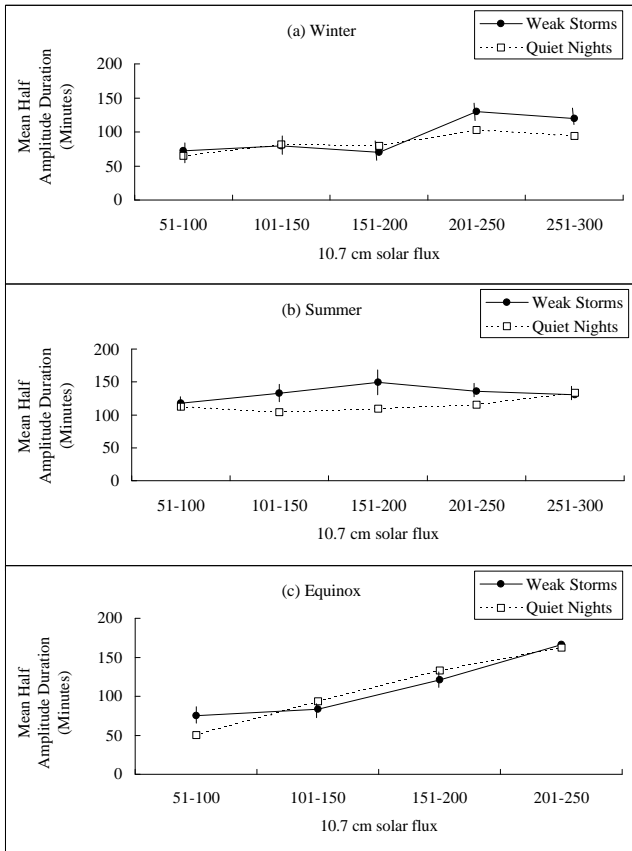 (a) Winter
Weak Storms
Quiet Nights
Mean Half
Amplitude Duration
(Minutes)
200
150
100
50
0
51-100 101-150 151-200 201-250 251-300
10.7 cm solar flux
(b) Summer
Weak Storms
Quiet Nights
Mean Half
Amplitude Duration
(Minutes)
200
150
100
50
0
51-100 101-150 151-200 201-250 251-300
10.7 cm solar flux
(c) Equinox
Weak Storms
Quiet Nights
Mean Half
Amplitude Duration
(Minutes)
200
150
100
50
0
51-100 101-150 151-200 201-250
10.7 cm solar flux